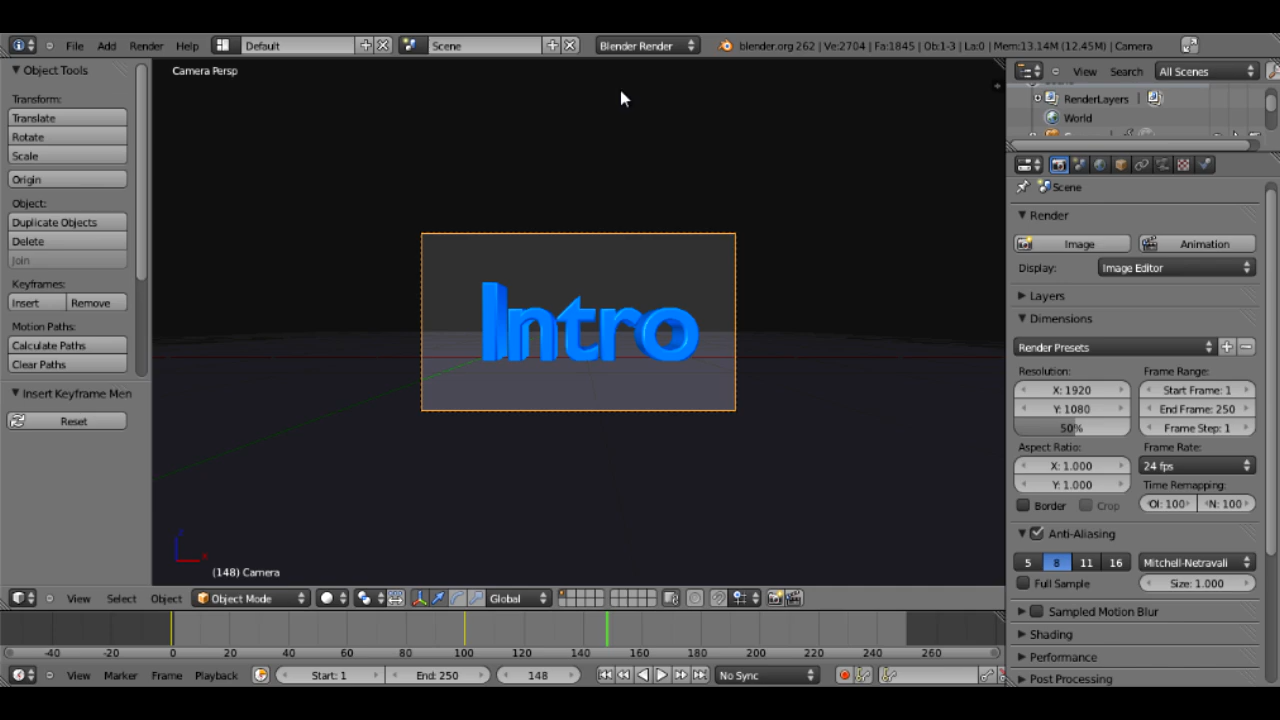 File Add Render Help Default Scene Blender Render blender.org 262 | Ve:2704 | Fa:1845 | Ob:1-3 | La:0 | Mem:13.14M (12.45M) | Camera
Object Tools
Transform:
Translate
Rotate
Scale
Origin
Object:
Duplicate Objects
Delete
Join
Keyframes:
Insert Remove
Motion Paths:
Calculate Paths
Clear Paths
Insert Keyframe Men
Reset
Camera Persp
Intro
(148) Camera
View Select Object Object Mode Global
-40 -20 0 20 40 60 80 100 120 140 160 180 200 220 240 260
View Marker Frame Playback Start: 1 End: 250 148 No Sync
View Search All Scenes
RenderLayers
World
Scene
Render
Image Animation
Display: Image Editor
Layers
Dimensions
Render Presets
Resolution: Frame Range:
X: 1920 Start Frame: 1
Y: 1080 End Frame: 250
50% Frame Step: 1
Aspect Ratio: Frame Rate:
X: 1.000 24 fps
Y: 1.000 Time Remapping:
Border Crop Ol: 100 N: 100
Anti-Aliasing
5 8 11 16 Mitchell-Netravali
Full Sample Size: 1.000
Sampled Motion Blur
Shading
Performance
Post Processing